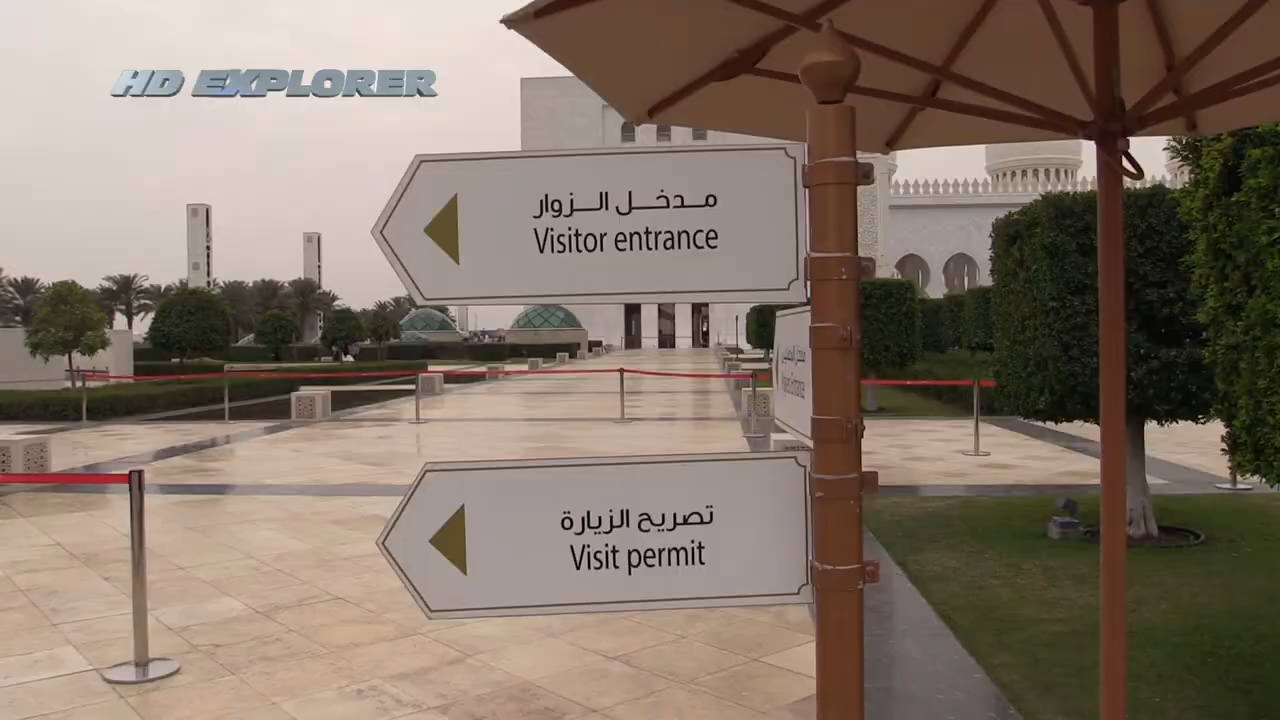 HD EXPLORER
مدخل الزوار
Visitor entrance
تصريح الزيارة
Visit permit